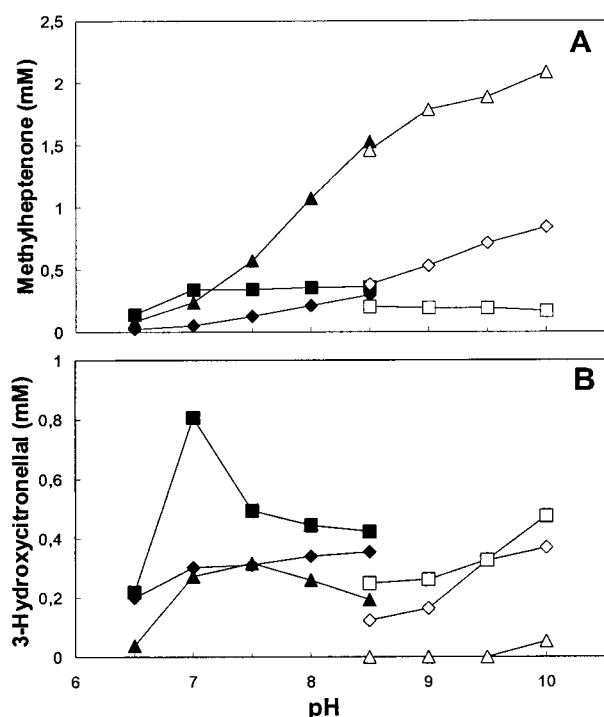 2,5
2
1,5
1
0,5
0
Methylheptenone (mM)
A
1
0,8
0,6
0,4
0,2
0
3-Hydroxycitronellal (mM)
B
6 7 8 9 10
pH